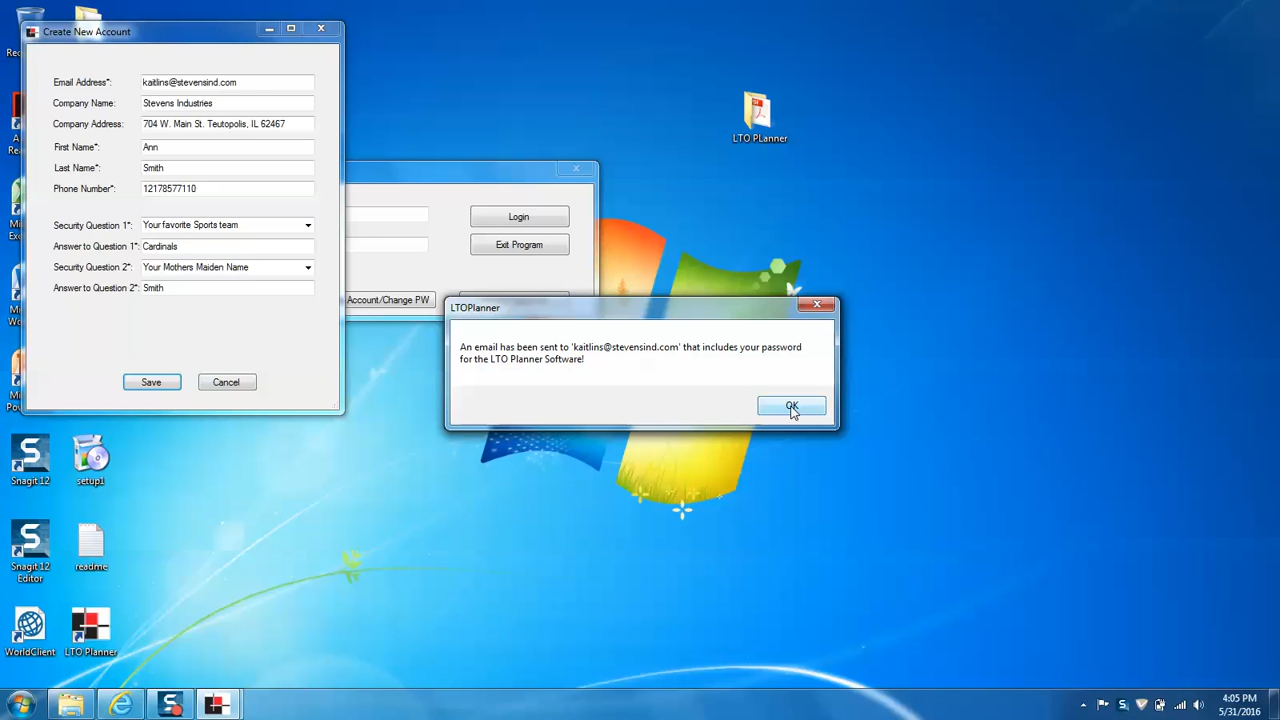 Create New Account
Email Address*: kaitlins@stevensind.com
Company Name: Stevens Industries
Company Address: 704 W. Main St. Teutopolis, IL 62467
First Name*: Ann
Last Name*: Smith
Phone Number*: 12178577110
Security Question 1*: Your favorite Sports team
Answer to Question 1*: Cardinals
Security Question 2*: Your Mothers Maiden Name
Answer to Question 2*: Smith
Save
Cancel
Login
Exit Program
Account/Change PW
LTOPlanner
An email has been sent to 'kaitlins@stevensind.com' that includes your password
for the LTO Planner Software!
OK
LTO PLanner
Snagit 12
setup1
Snagit 12
Editor
readme
WorldClient
LTO Planner
4:05 PM
5/31/2016